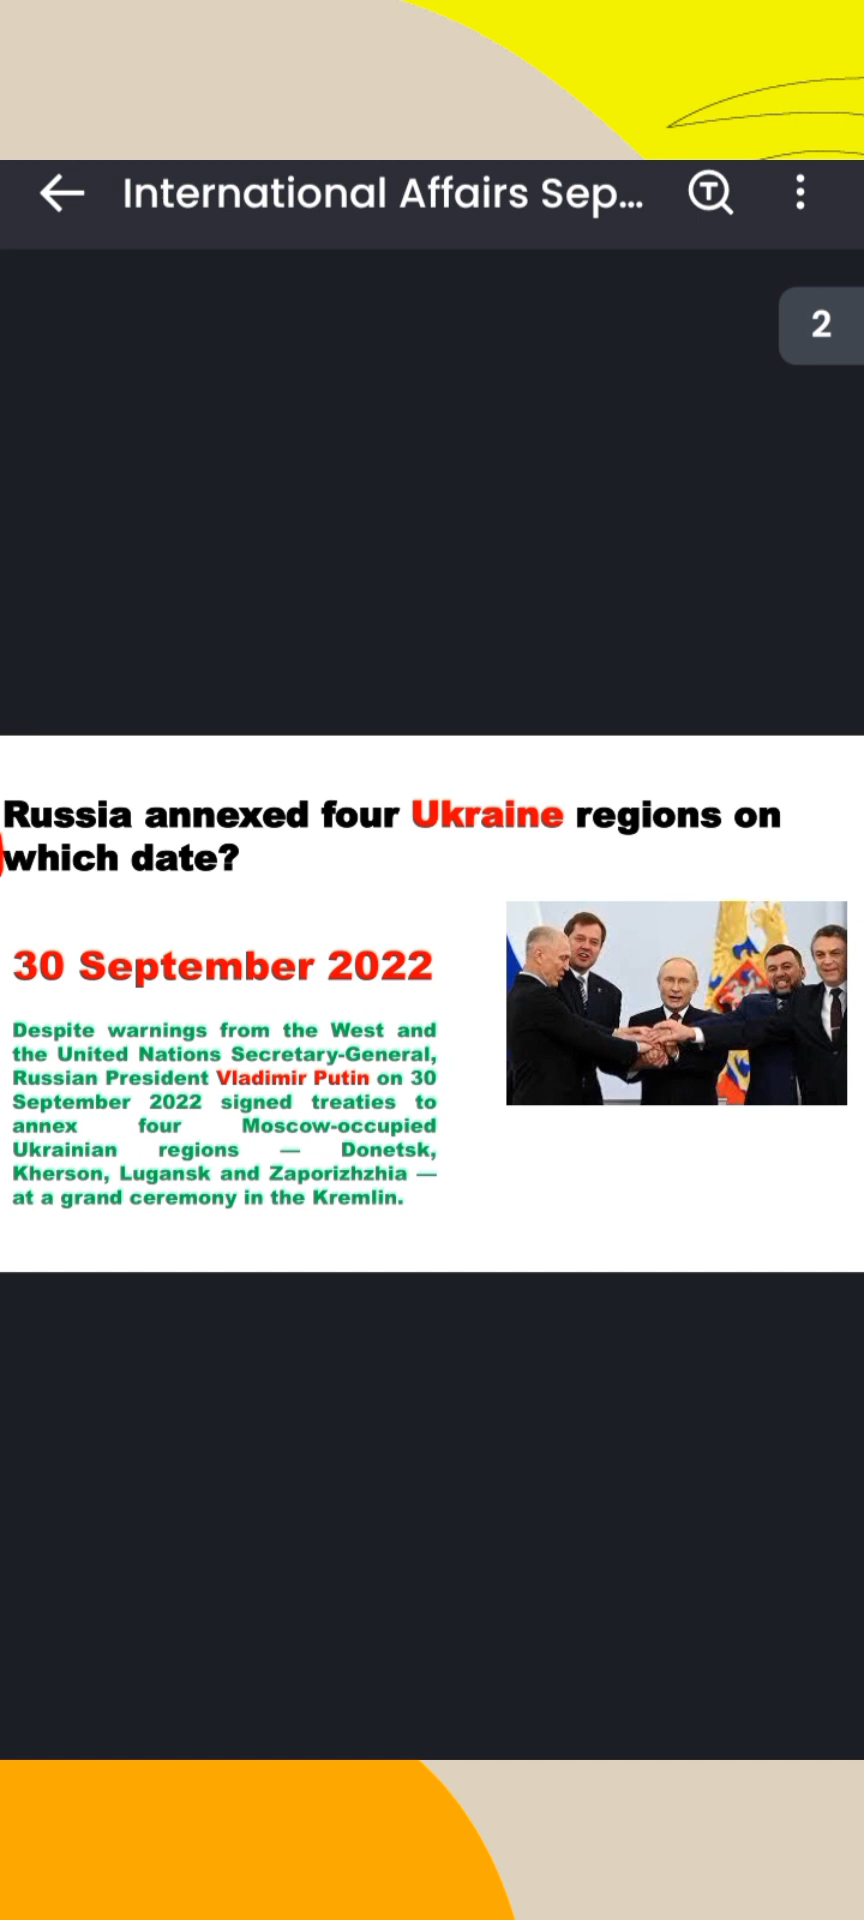 International Affairs Sep...
2
Russia annexed four Ukraine regions on
which date?
30 September 2022
Despite warnings from the West and
the United Nations Secretary-General,
Russian President Vladimir Putin on 30
September 2022 signed treaties to
annex four Moscow-occupied
Ukrainian regions — Donetsk,
Kherson, Lugansk and Zaporizhzhia —
at a grand ceremony in the Kremlin.